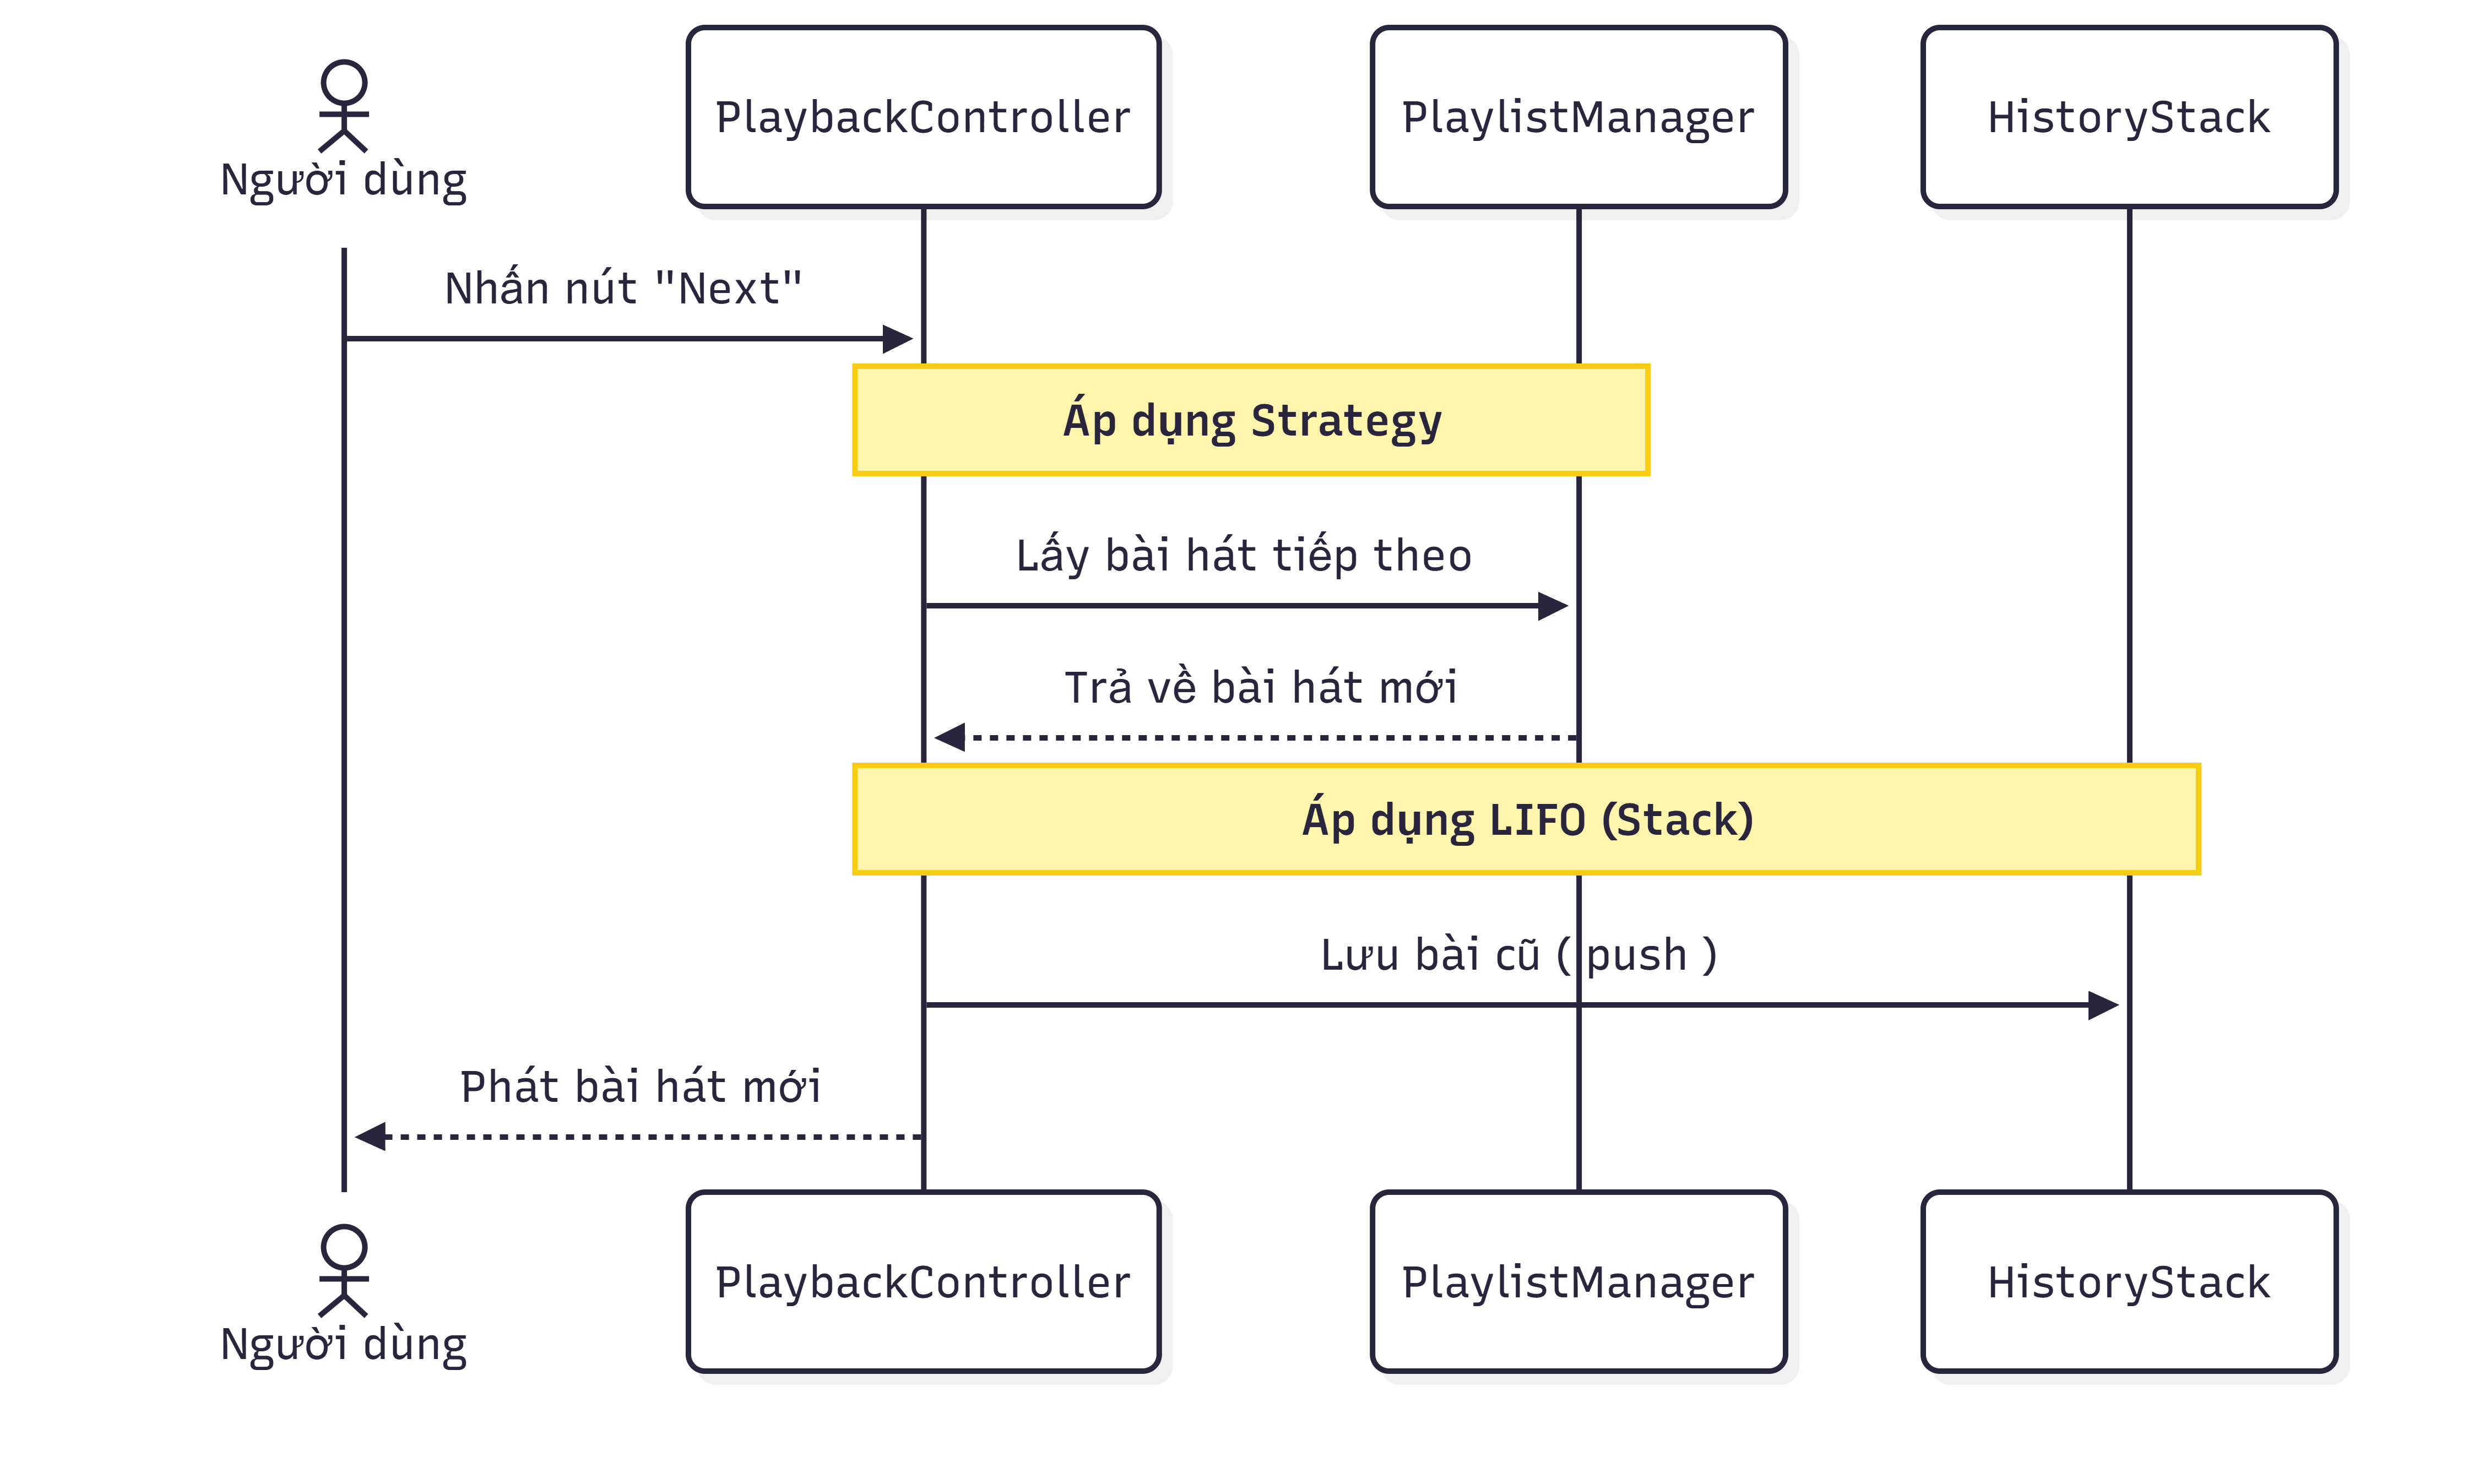 Người dùng
PlaybackController
PlaylistManager
HistoryStack
Nhấn nút "Next"
Áp dụng Strategy
Lấy bài hát tiếp theo
Trả về bài hát mới
Áp dụng LIFO (Stack)
Lưu bài cũ ( push )
Phát bài hát mới
Người dùng
PlaybackController
PlaylistManager
HistoryStack